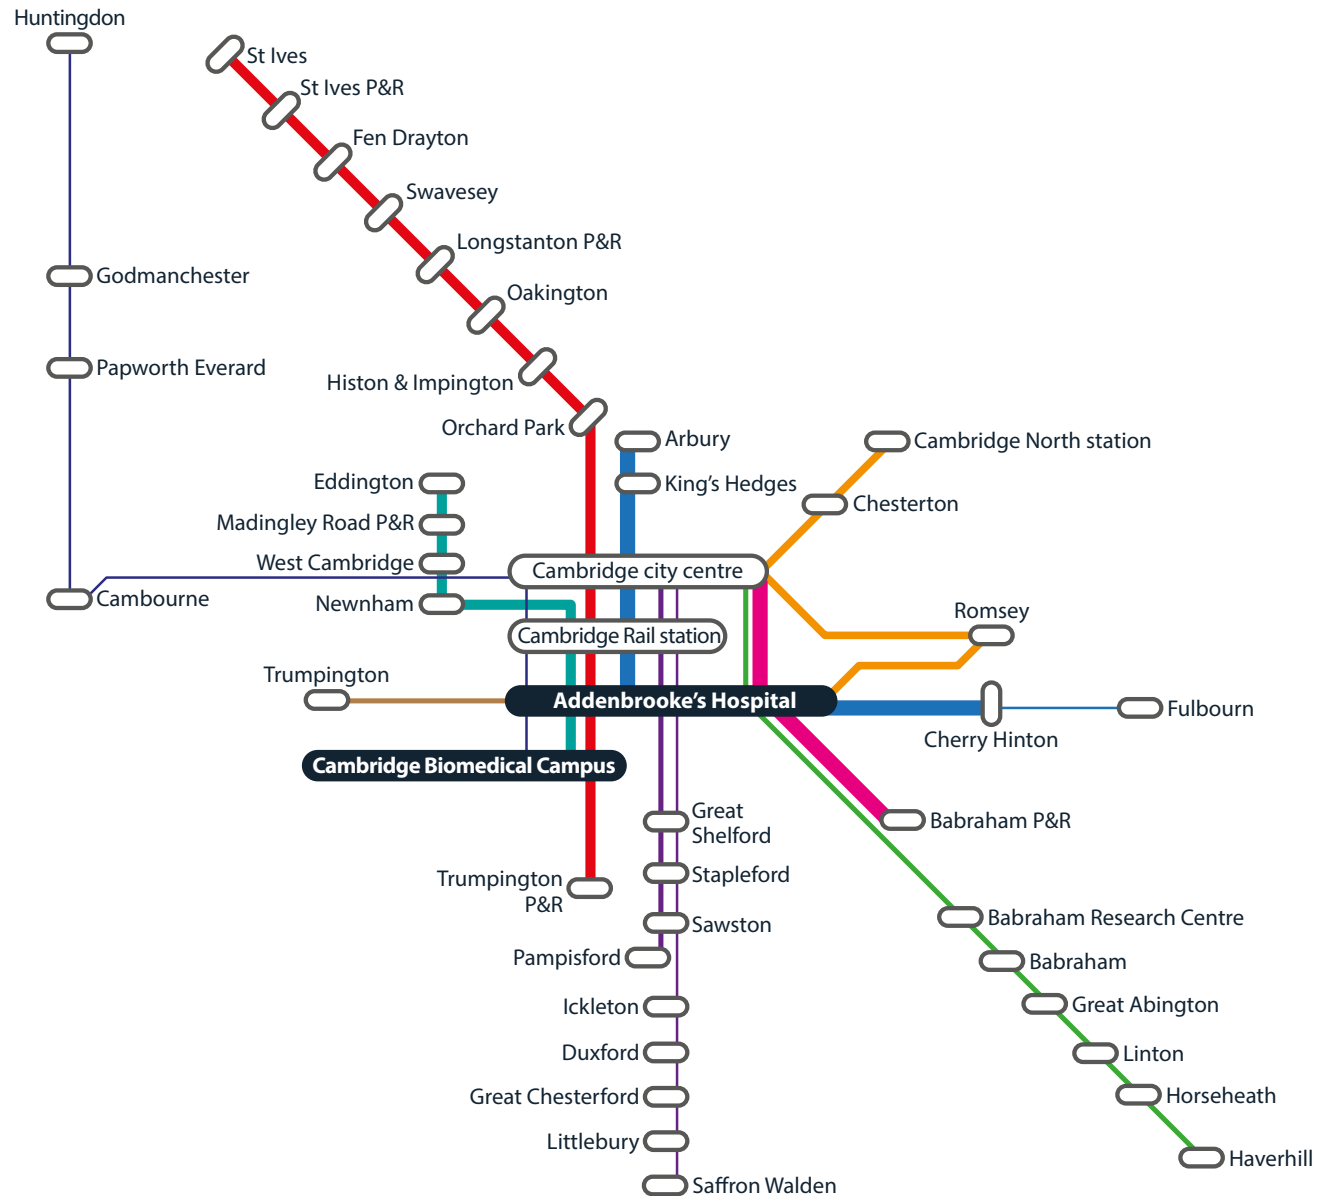 Huntingdon
St Ives
St Ives P&R
Fen Drayton
Swavesey
Longstanton P&R
Godmanchester
Oakington
Papworth Everard
Histon & Impington
Orchard Park
Arbury
Cambridge North station
Eddington
King's Hedges
Chesterton
Madingley Road P&R
West Cambridge
Cambridge city centre
Cambourne
Newnham
Romsey
Cambridge Rail station
Trumpington
Addenbrooke's Hospital
Fulbourn
Cherry Hinton
Cambridge Biomedical Campus
Great
Shelford
Babraham P&R
Stapleford
Trumpington
P&R
Babraham Research Centre
Sawston
Pampisford
Babraham
Ickleton
Great Abington
Duxford
Linton
Great Chesterford
Horseheath
Littlebury
Haverhill
Saffron Walden